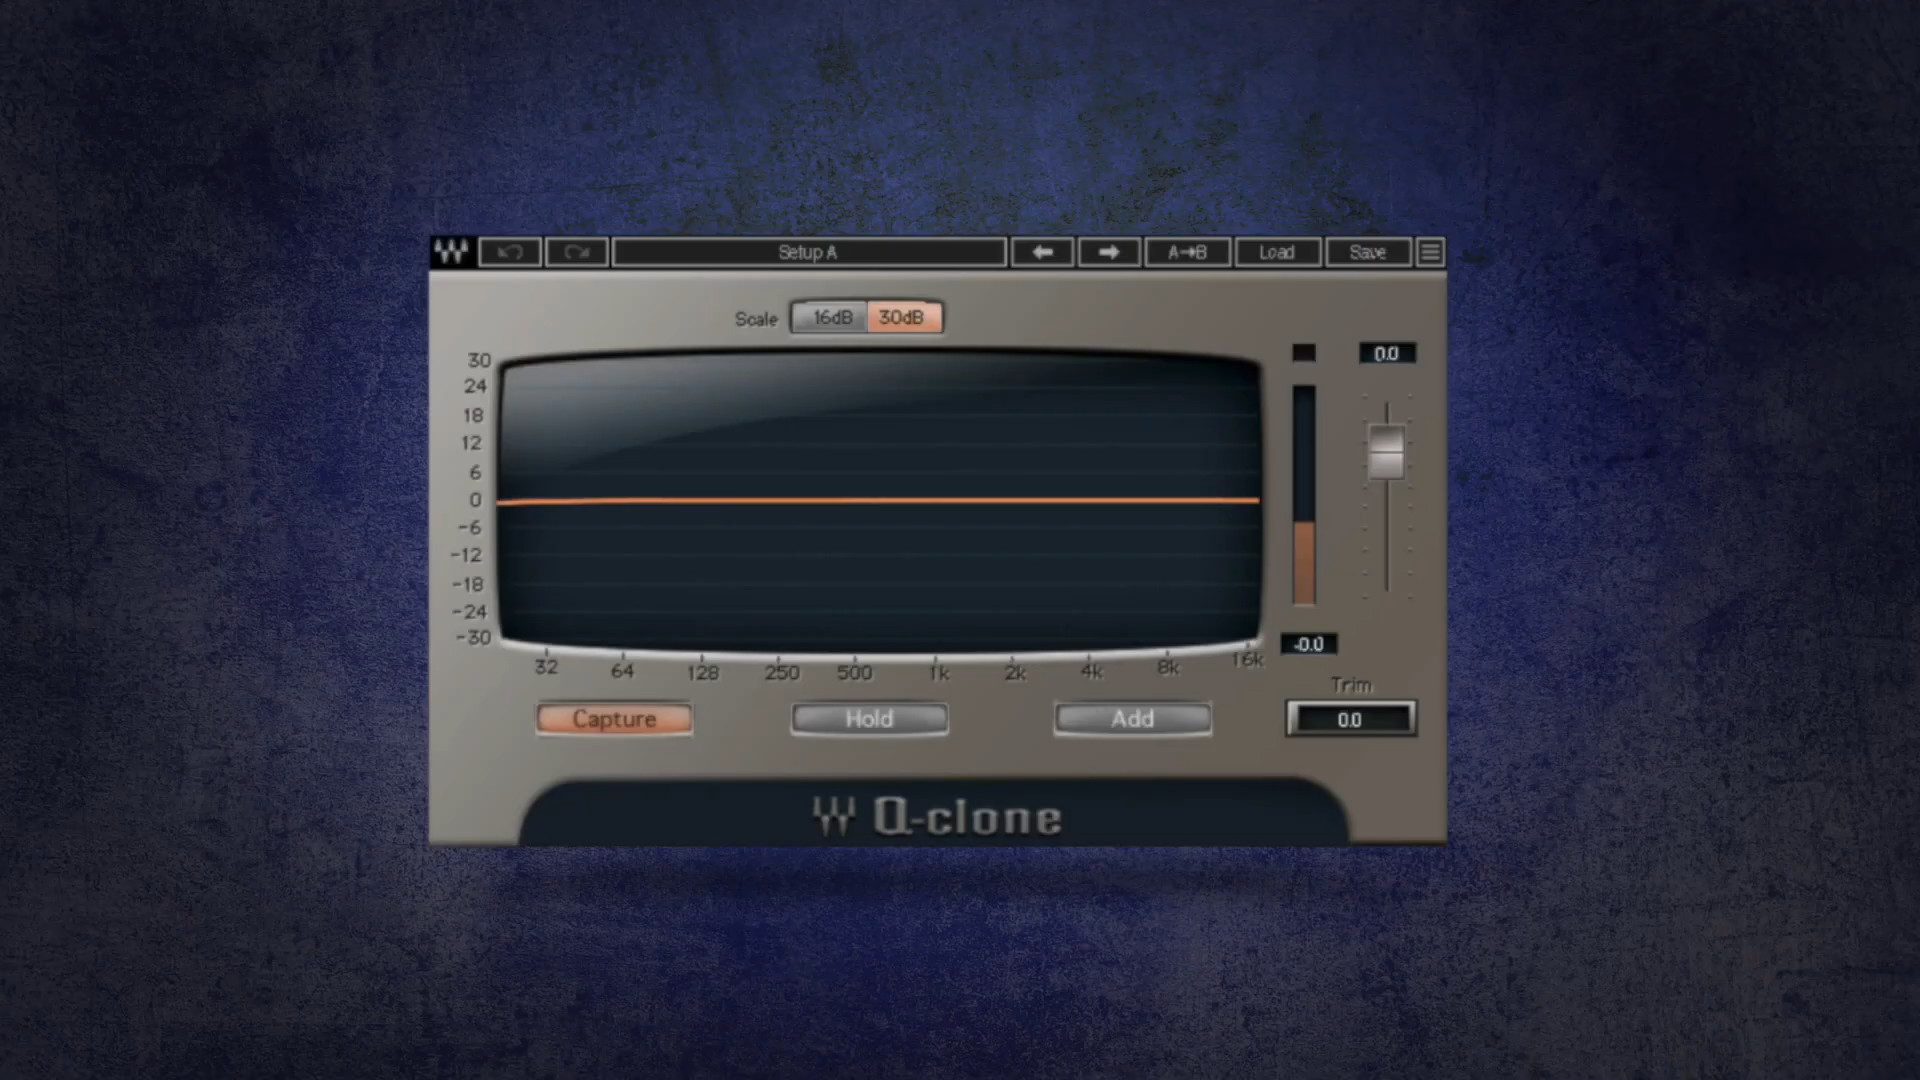 Setup A A→B Load Save
Scale 16dB 30dB
0.0
30
24
18
12
6
0
-6
-12
-18
-24
-30
-0.0
32 64 128 250 500 1k 2k 4k 8k 16k
Trim
Capture Hold Add 0.0
Q-clone